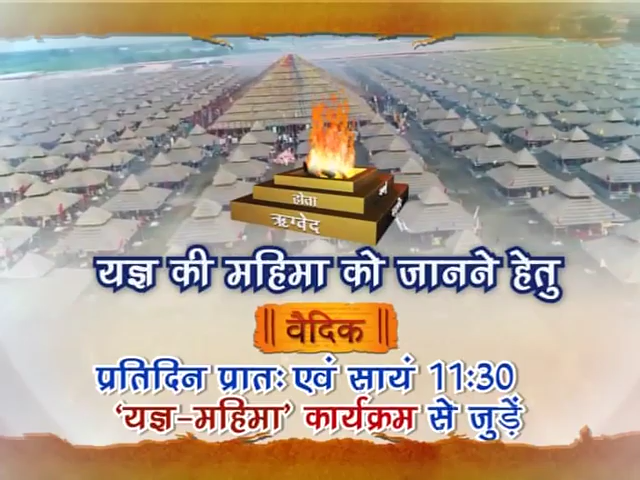 होता
ऋग्वेद
यज्ञ की महिमा को जानने हेतु
॥ वैदिक ॥
प्रतिदिन प्रातः एवं सायं 11:30
‘यज्ञ-महिमा’ कार्यक्रम से जुड़ें